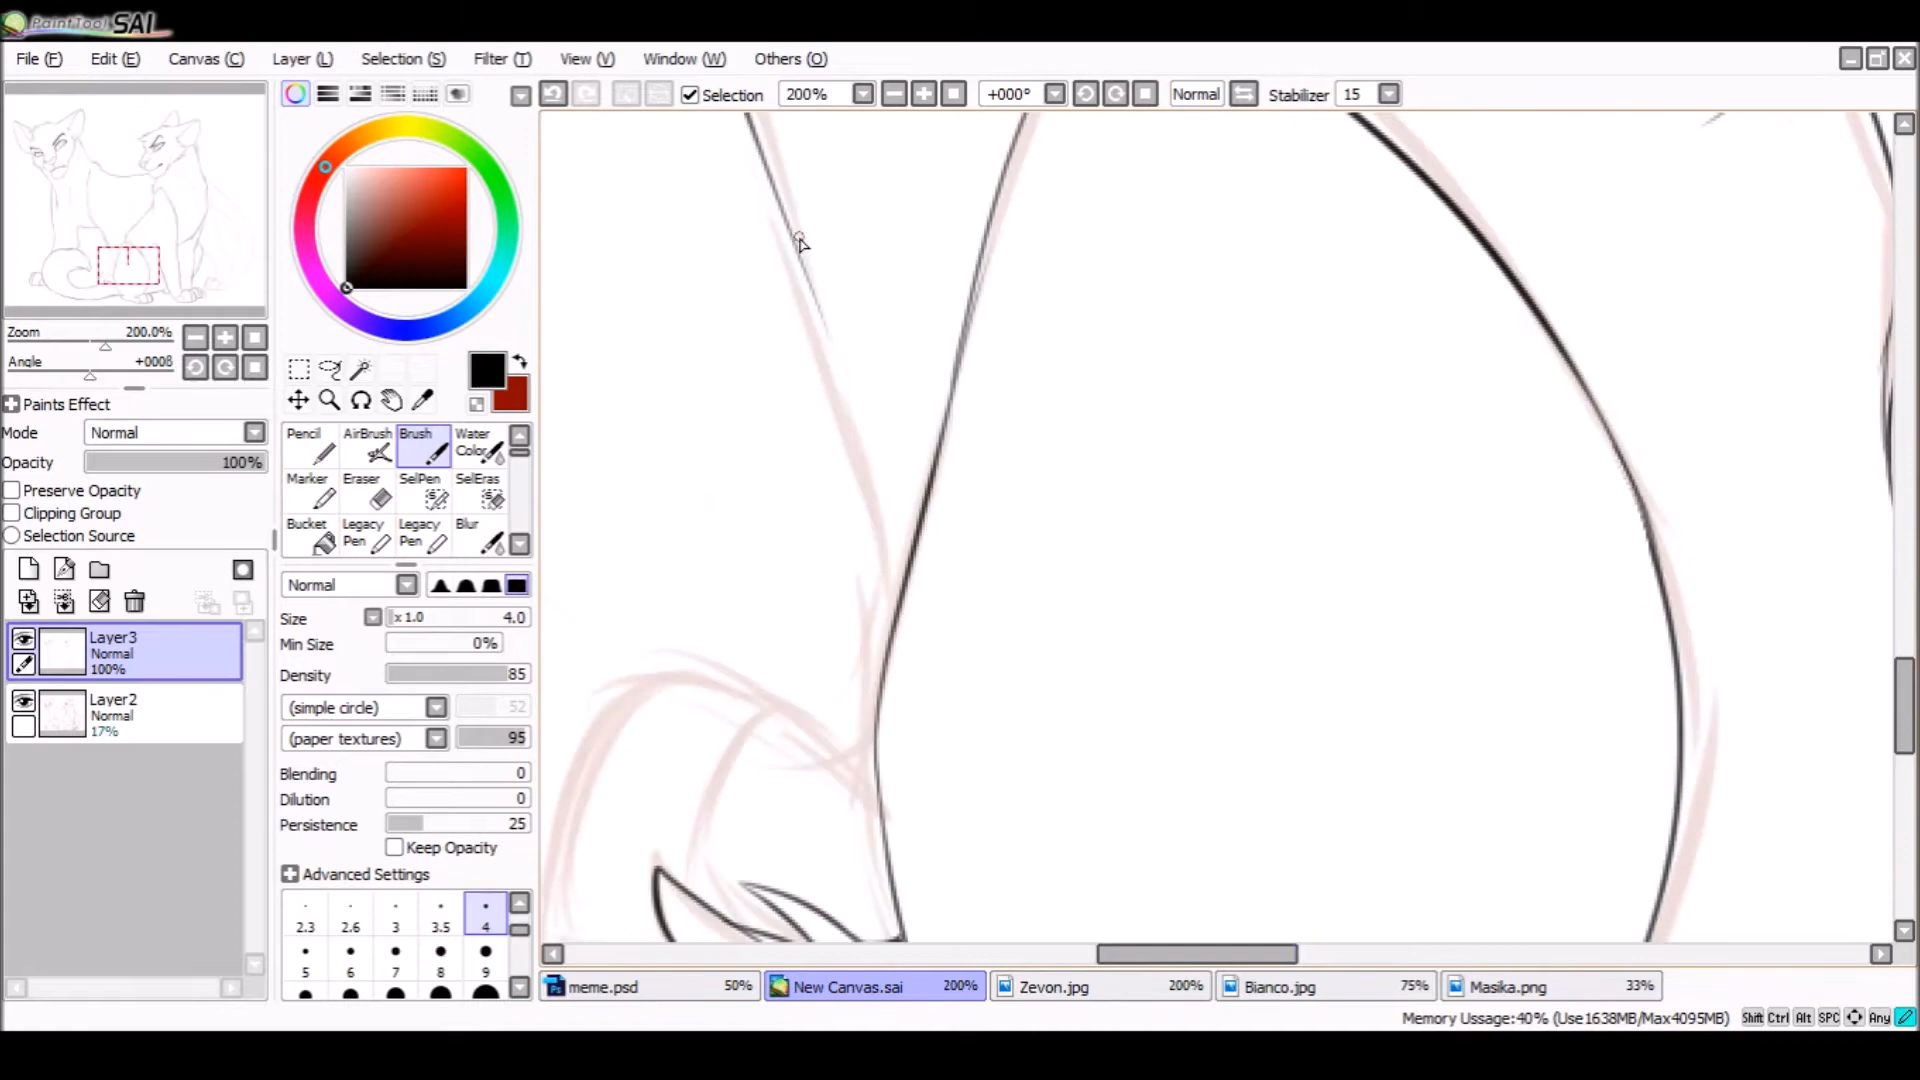 PaintTool SAI
File (F) Edit (E) Canvas (C) Layer (L) Selection (S) Filter (T) View (V) Window (W) Others (O)
Selection 200% +000° Normal Stabilizer 15
Zoom 200.0%
Angle +000ß
Paints Effect
Mode Normal
Opacity 100%
Preserve Opacity
Clipping Group
Selection Source
Layer3
Normal
100%
Layer2
Normal
17%
Pencil AirBrush Brush Water
Color
Marker Eraser SelPen SelEras
Bucket Legacy Legacy Blur
Pen Pen
Normal
Size x 1.0 4.0
Min Size 0%
Density 85
(simple circle) 52
(paper textures) 95
Blending 0
Dilution 0
Persistence 25
Keep Opacity
Advanced Settings
2.3 2.6 3 3.5 4
5 6 7 8 9
meme.psd 50% New Canvas.sai 200% Zevon.jpg 200% Bianco.jpg 75% Masika.png 33%
Memory Ussage:40% (Use1638MB/Max4095MB) Shift Ctrl Alt SPC Any